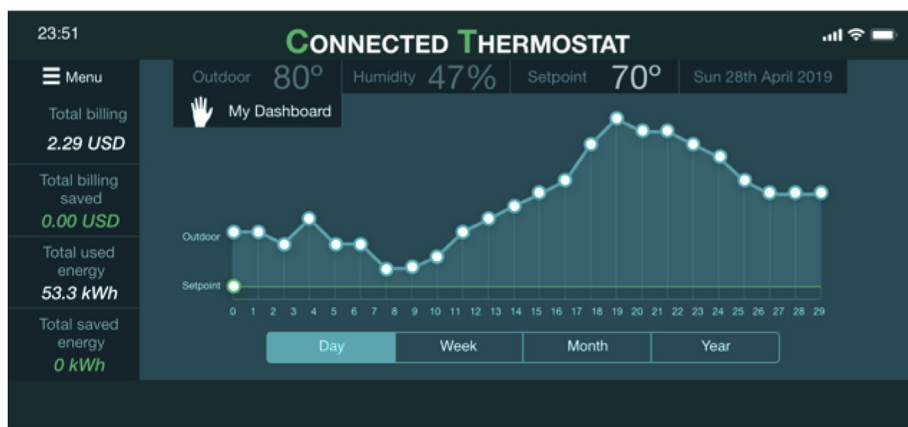 23:51
CONNECTED THERMOSTAT
Menu
Outdoor 80° Humidity 47% Setpoint 70° Sun 28th April 2019
My Dashboard
Total billing
2.29 USD
Total billing
saved
0.00 USD
Total used
energy
53.3 kWh
Total saved
energy
0 kWh
Outdoor
Setpoint
0 1 2 3 4 5 6 7 8 9 10 11 12 13 14 15 16 17 18 19 20 21 22 23 24 25 26 27 28 29
Day Week Month Year